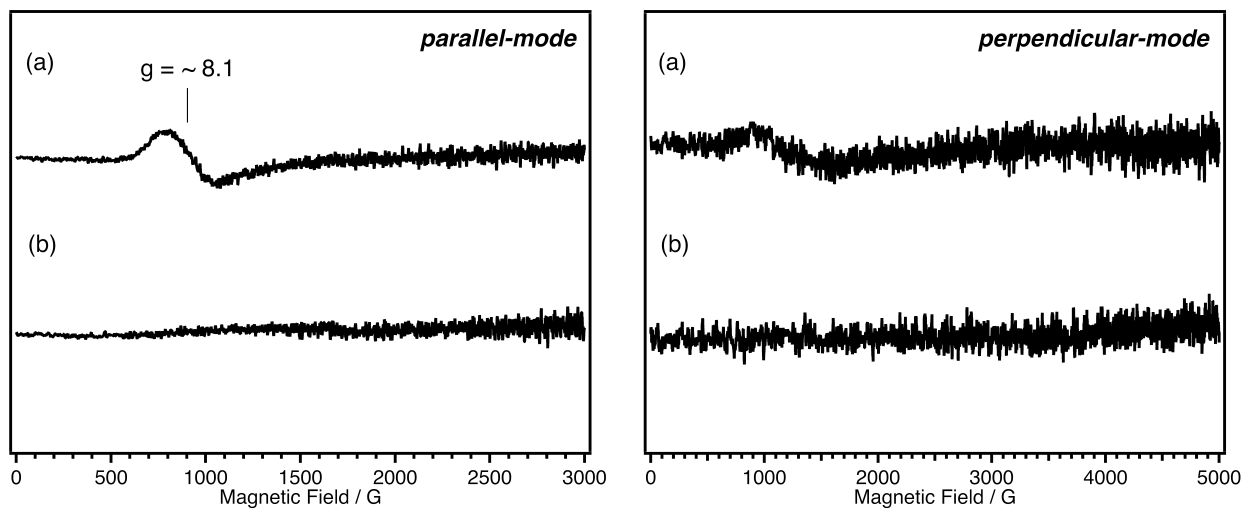 parallel-mode
(a)
g = ~ 8.1
(b)
0 500 1000 1500 2000 2500 3000
Magnetic Field / G
perpendicular-mode
(a)
(b)
0 1000 2000 3000 4000 5000
Magnetic Field / G